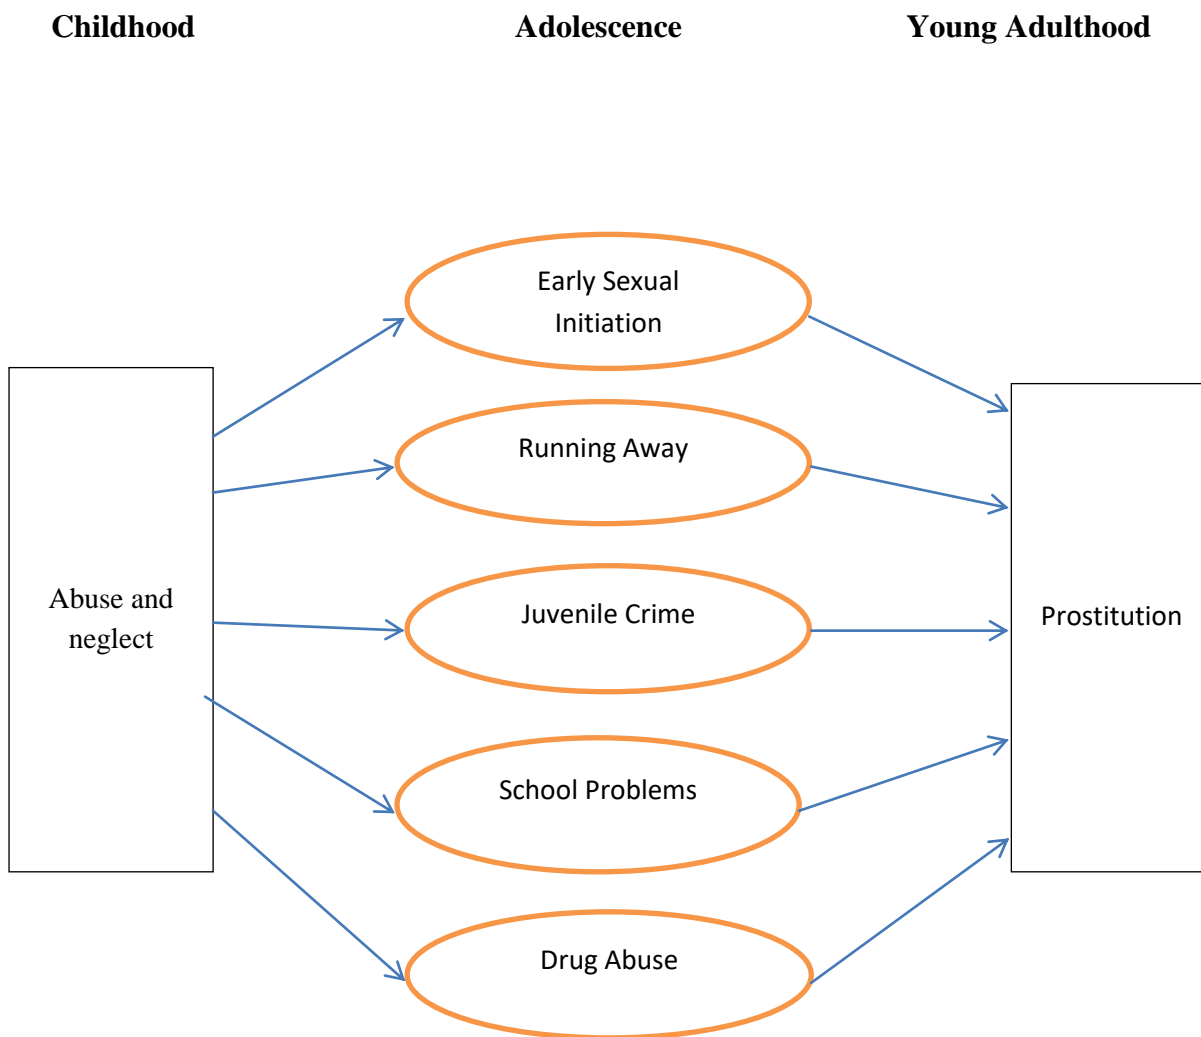 Childhood
Adolescence
Young Adulthood
Early Sexual
Initiation
Running Away
Abuse and
neglect
Juvenile Crime
Prostitution
School Problems
Drug Abuse